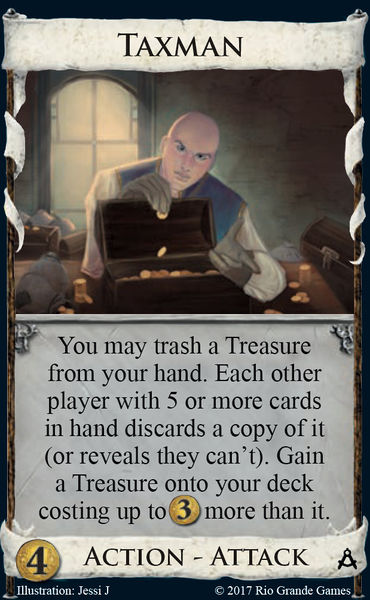 TAXMAN
You may trash a Treasure
from your hand. Each other
player with 5 or more cards
in hand discards a copy of it
(or reveals they can’t). Gain
a Treasure onto your deck
costing up to 3 more than it.
4 ACTION - ATTACK
Illustration: Jessi J © 2017 Rio Grande Games